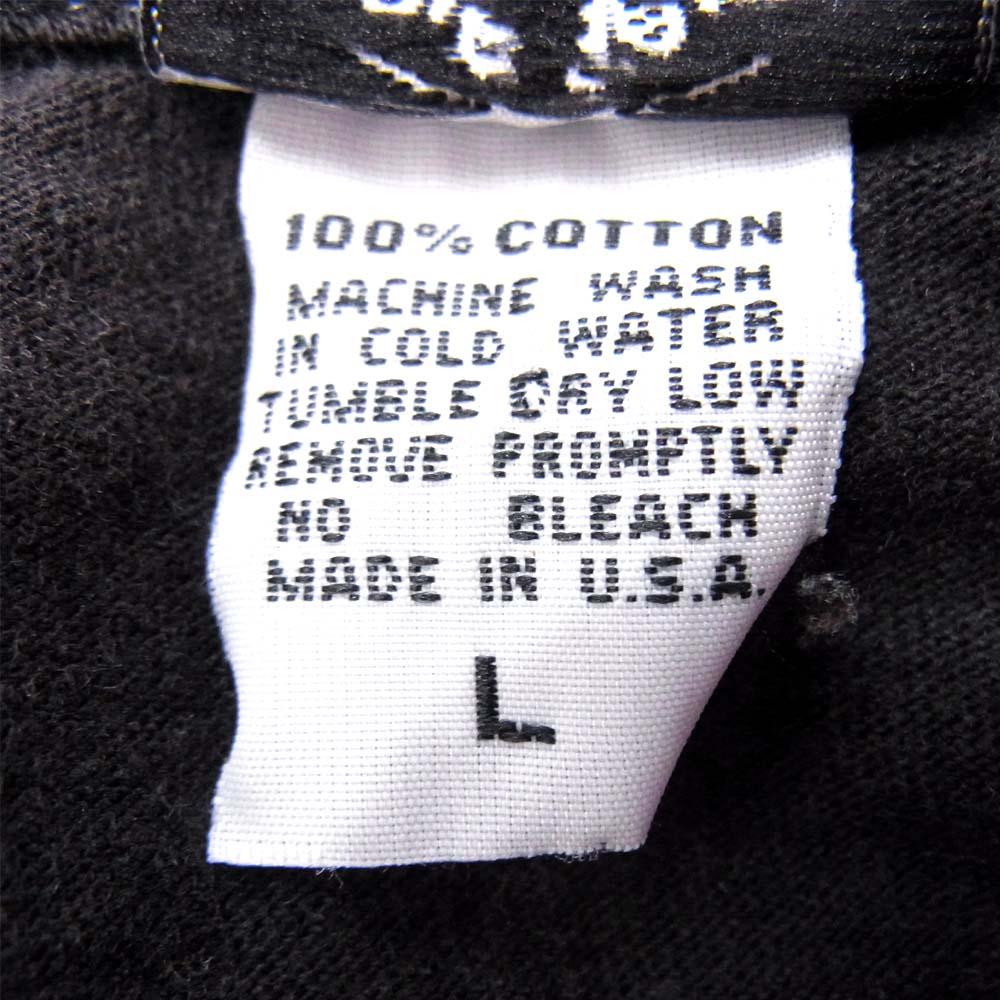 100% COTTON
MACHINE WASH
IN COLD WATER
TUMBLE DRY LOW
REMOVE PROMPTLY
NO BLEACH
MADE IN U.S.A.
L